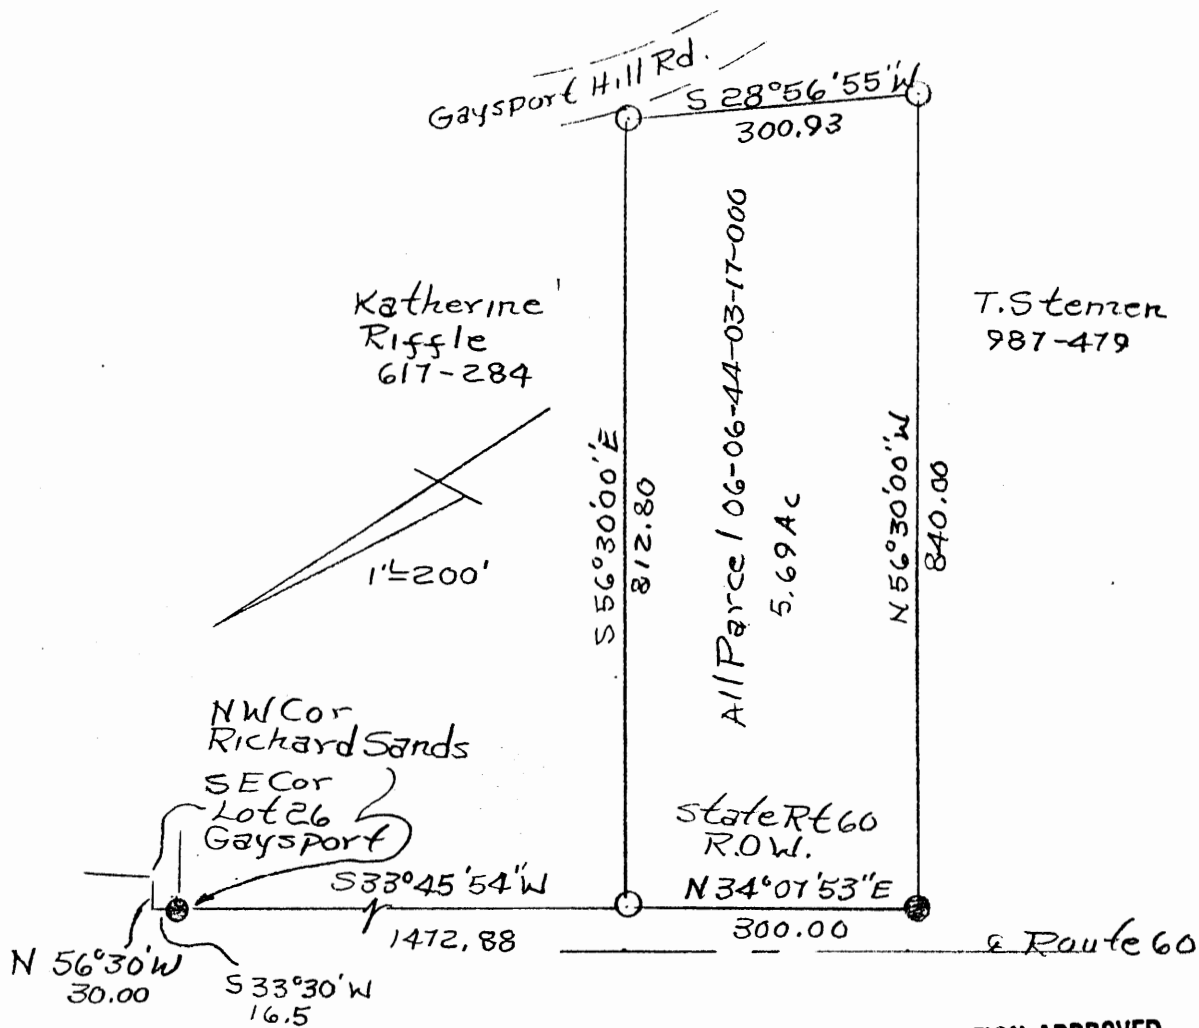 Gaysport Hill Rd.
S 28°56'55"W
300.93
Katherine
Riffle
617-284
T.Stemen
987-479
All Parcel 06-06-44-03-17-000
5.69Ac
S 56°30'00"E
812.80
N 56°30'00"W
840.00
1"=200'
NW Cor
Richard Sands
SE Cor
Lot 26
Gaysport
State Rt 60
R.O.W.
S33°45'54"W
1472.88
N 34°07'53"E
300.00
℄ Route 60
N 56°30'W
30.00
S 33°30'W
16.5
APPROVED